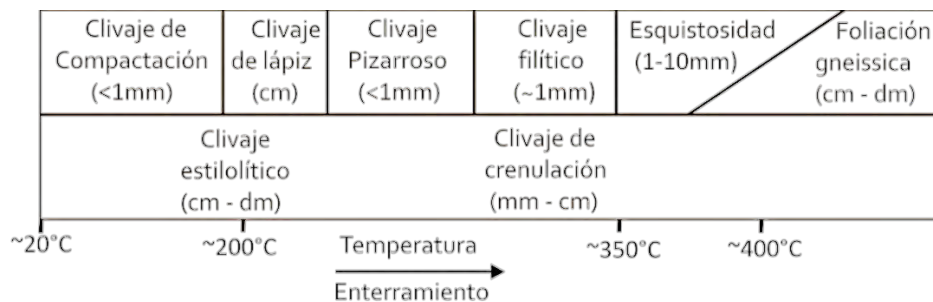 Clivaje de
Compactación
(<1mm)
Clivaje
de lápiz
(cm)
Clivaje
Pizarroso
(<1mm)
Clivaje
filítico
(~1mm)
Esquistosidad
(1-10mm)
Foliación
gneissica
(cm - dm)
Clivaje
estilolítico
(cm - dm)
Clivaje de
crenulación
(mm - cm)
~20°C
~200°C
Temperatura
~350°C
~400°C
Enterramiento